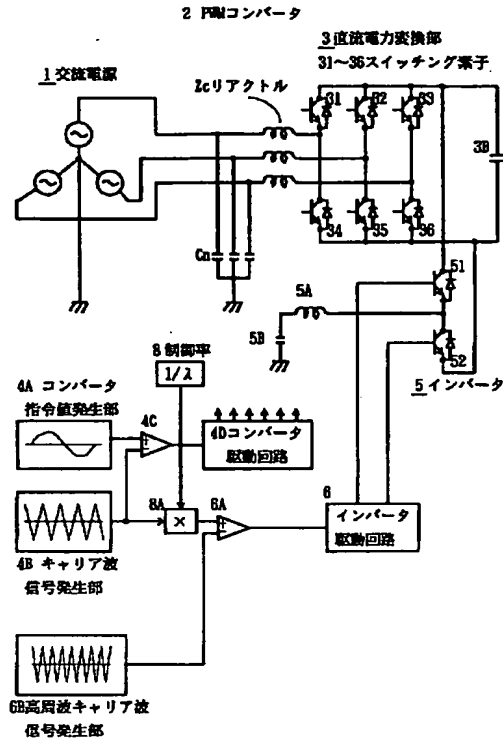 2 PWMコンバータ
3 直流電力変換部
31~36スイッチング素子
1 交流電源
Zcリアクトル
31
32
33
3B
34
35
36
Cn
51
5A
5B
52
5 インバータ
8 制御率
1/λ
4A コンバータ
指令値発生部
4C
4Dコンバータ
駆動回路
8A
×
6A
6
インバータ
駆動回路
4B キャリア波
信号発生部
6B高周波キャリア波
信号発生部